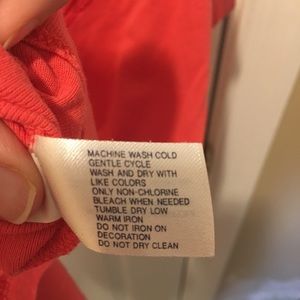 MACHINE WASH COLD
GENTLE CYCLE
WASH AND DRY WITH
LIKE COLORS
ONLY NON-CHLORINE
BLEACH WHEN NEEDED
TUMBLE DRY LOW
WARM IRON
DO NOT IRON ON
DECORATION
DO NOT DRY CLEAN